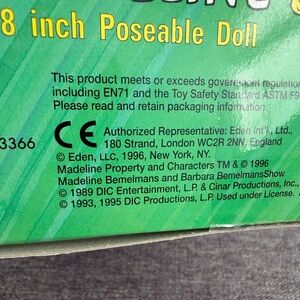 8 inch Poseable Doll
This product meets or exceeds government regulation
including EN71 and the Toy Safety Standard ASTM F9
Please read and retain packaging information.
3366
CE Authorized Representative: Eden Int'l., Ltd.,
180 Strand, London WC2R 2NN, England
© Eden, LLC, 1996, New York, NY.
Madeline Property and Characters TM & © 1996
Madeline Bemelmans and Barbara BemelmansShow
© 1989 DIC Entertainment, L.P. & Cinar Productions, Inc.,
© 1993, 1995 DIC Productions, L.P. Used under License.